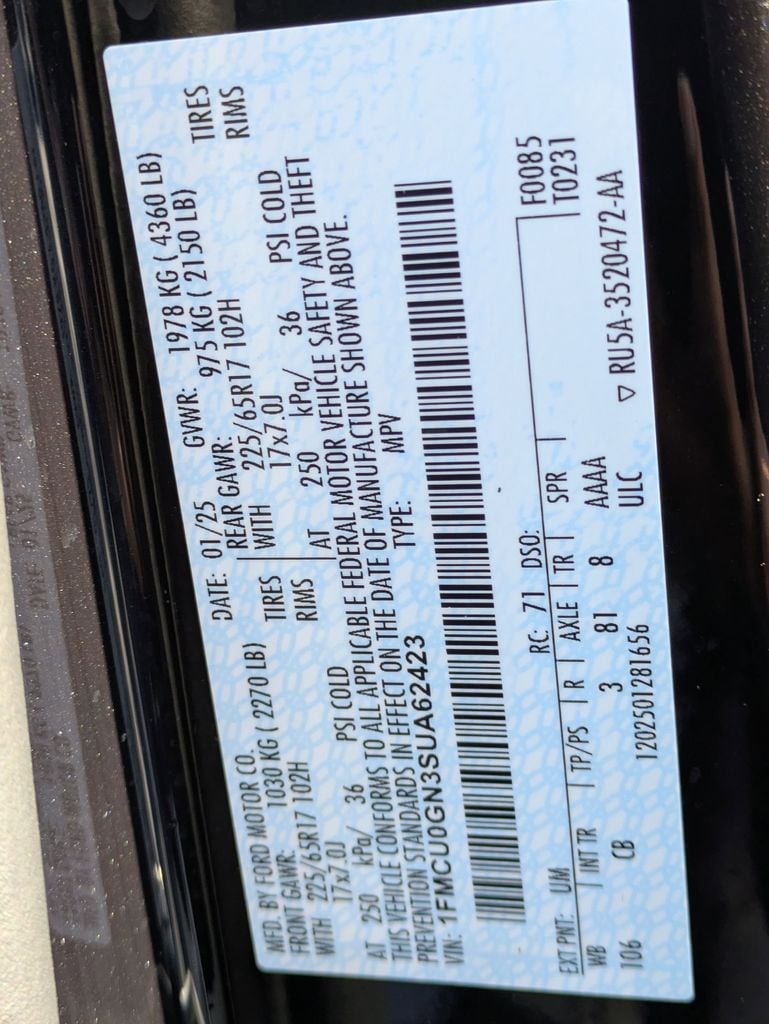 MFD. BY FORD MOTOR CO. DATE: 01/25 GVWR: 1978 KG ( 4360 LB)
FRONT GAWR: 1030 KG ( 2270 LB) REAR GAWR: 975 KG ( 2150 LB)
WITH 225/65R17 102H TIRES WITH 225/65R17 102H TIRES
17x7.0J RIMS 17x7.0J RIMS
AT 250 kPa/ 36 PSI COLD AT 250 kPa/ 36 PSI COLD
THIS VEHICLE CONFORMS TO ALL APPLICABLE FEDERAL MOTOR VEHICLE SAFETY AND THEFT
PREVENTION STANDARDS IN EFFECT ON THE DATE OF MANUFACTURE SHOWN ABOVE.
VIN: 1FMCU0GN3SUA62423 TYPE: MPV
EXT PNT: UM RC: 71 DSO: F0085
WB INT TR TP/PS R AXLE TR SPR T0231
106 CB 3 81 8 AAAA
1202501281656 ULC ▽ RU5A-3520472-AA